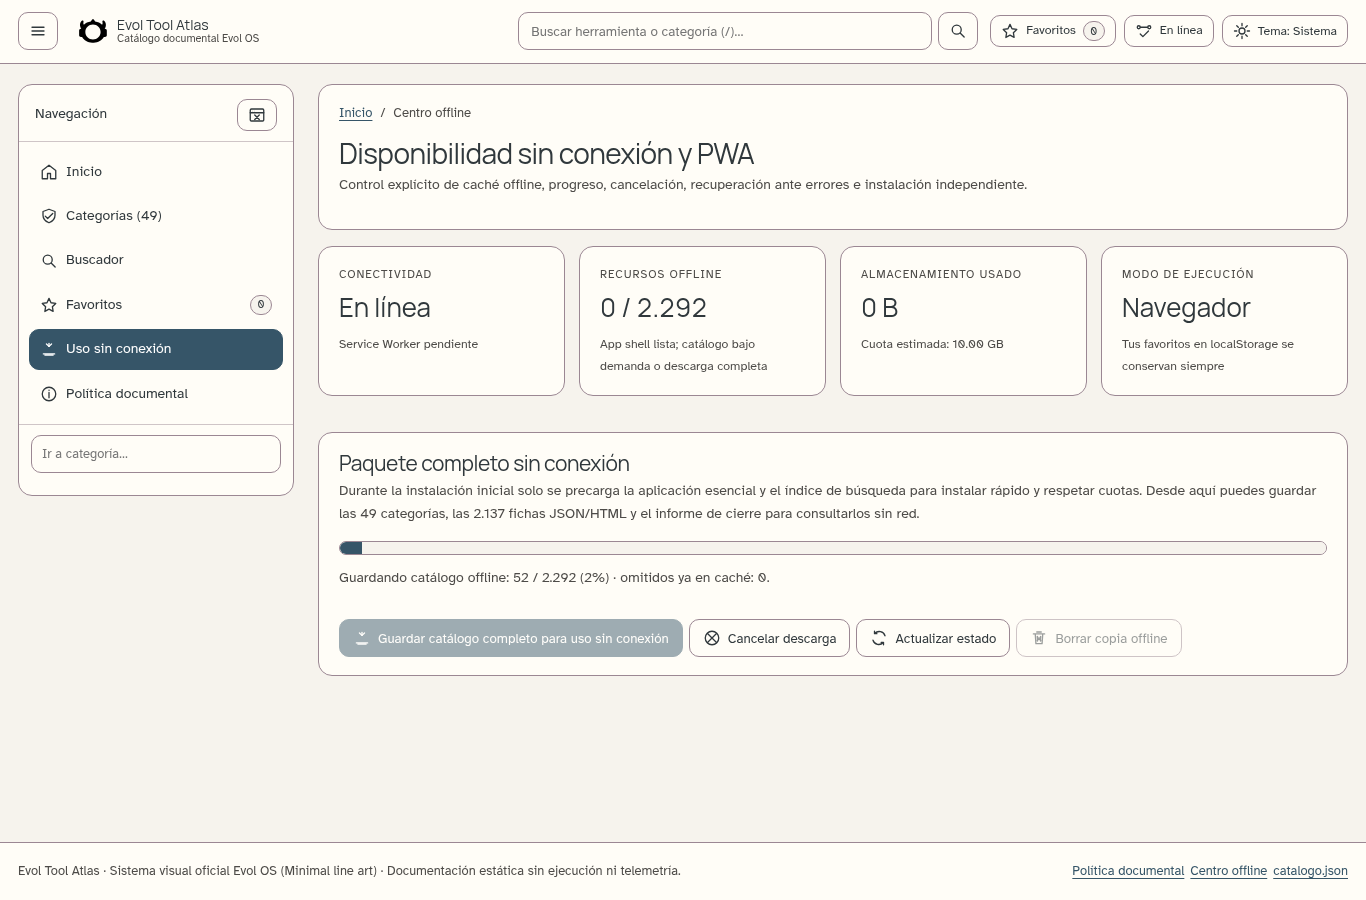 Evol Tool Atlas
Catálogo documental Evol OS
Buscar herramienta o categoría (/)...
Favoritos 0
En línea
Tema: Sistema
Navegación
Inicio
Categorías (49)
Buscador
Favoritos 0
Uso sin conexión
Política documental
Ir a categoría...
Inicio / Centro offline
Disponibilidad sin conexión y PWA
Control explícito de caché offline, progreso, cancelación, recuperación ante errores e instalación independiente.
CONECTIVIDAD
En línea
Service Worker pendiente
RECURSOS OFFLINE
0 / 2.292
App shell lista; catálogo bajo
demanda o descarga completa
ALMACENAMIENTO USADO
0 B
Cuota estimada: 10.00 GB
MODO DE EJECUCIÓN
Navegador
Tus favoritos en localStorage se
conservan siempre
Paquete completo sin conexión
Durante la instalación inicial solo se precarga la aplicación esencial y el índice de búsqueda para instalar rápido y respetar cuotas. Desde aquí puedes guardar
las 49 categorías, las 2.137 fichas JSON/HTML y el informe de cierre para consultarlos sin red.
Guardando catálogo offline: 52 / 2.292 (2%) · omitidos ya en caché: 0.
Guardar catálogo completo para uso sin conexión
Cancelar descarga
Actualizar estado
Borrar copia offline
Evol Tool Atlas · Sistema visual oficial Evol OS (Minimal line art) · Documentación estática sin ejecución ni telemetría.
Política documental Centro offline catalogo.json